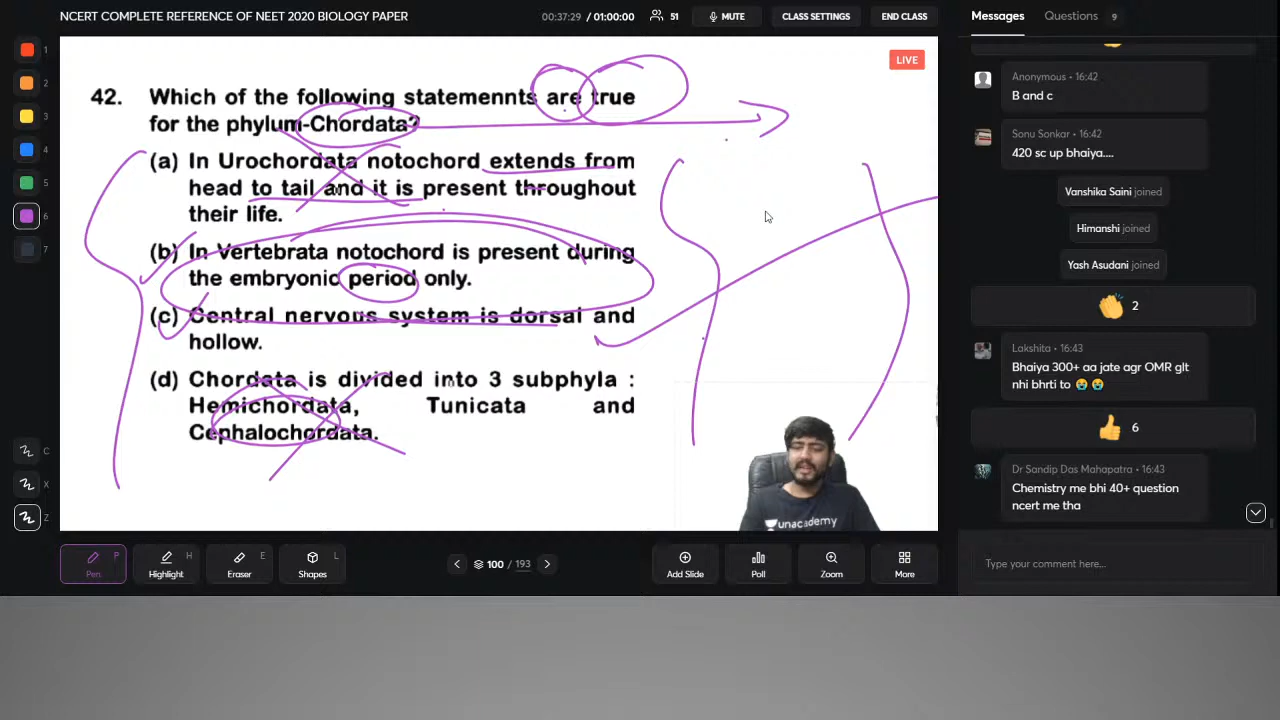 NCERT COMPLETE REFERENCE OF NEET 2020 BIOLOGY PAPER
00:37:29 / 01:00:00
51
MUTE
CLASS SETTINGS
END CLASS
Messages
Questions 9
LIVE
1
2
3
4
5
6
7
C
X
Z
42. Which of the following statemennts are true
for the phylum-Chordata?
(a) In Urochordata notochord extends from
head to tail and it is present throughout
their life.
(b) In Vertebrata notochord is present during
the embryonic period only.
(c) Central nervous system is dorsal and
hollow.
(d) Chordata is divided into 3 subphyla :
Hemichordata, Tunicata and
Cephalochordata.
unacademy
Anonymous • 16:42
B and c
Sonu Sonkar • 16:42
420 sc up bhaiya....
Vanshika Saini joined
Himanshi joined
Yash Asudani joined
👏 2
Lakshita • 16:43
Bhaiya 300+ aa jate agr OMR glt
nhi bhrti to 😭 😭
👍 6
Dr Sandip Das Mahapatra • 16:43
Chemistry me bhi 40+ question
ncert me tha
Type your comment here...
P
Pen
H
Highlight
E
Eraser
L
Shapes
100 / 193
Add Slide
Poll
Zoom
More